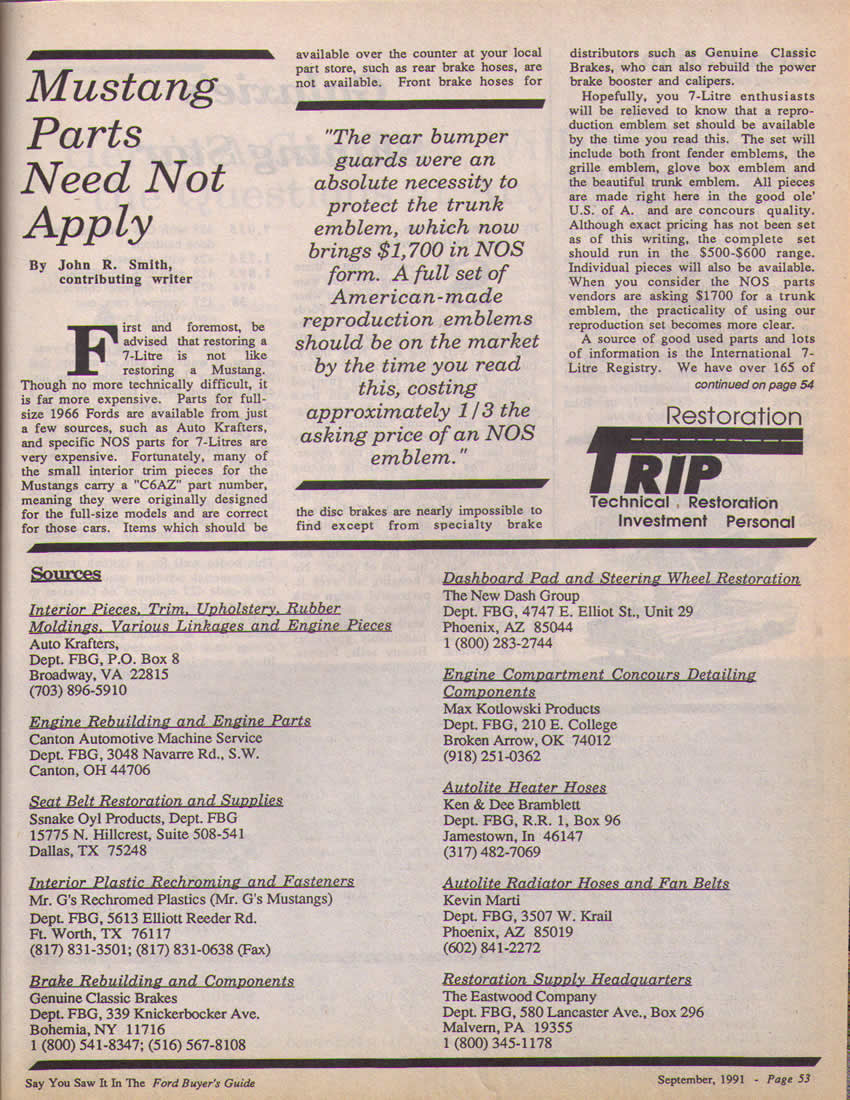 Mustang
Parts
Need Not
Apply
By John R. Smith,
contributing writer
First and foremost, be
advised that restoring a
7-Litre is not like
restoring a Mustang.
Though no more technically difficult, it
is far more expensive. Parts for full-
size 1966 Fords are available from just
a few sources, such as Auto Krafters,
and specific NOS parts for 7-Litres are
very expensive. Fortunately, many of
the small interior trim pieces for the
Mustangs carry a "C6AZ" part number,
meaning they were originally designed
for the full-size models and are correct
for those cars. Items which should be
available over the counter at your local
part store, such as rear brake hoses, are
not available. Front brake hoses for
"The rear bumper
guards were an
absolute necessity to
protect the trunk
emblem, which now
brings $1,700 in NOS
form. A full set of
American-made
reproduction emblems
should be on the market
by the time you read
this, costing
approximately 1/3 the
asking price of an NOS
emblem."
the disc brakes are nearly impossible to
find except from specialty brake
distributors such as Genuine Classic
Brakes, who can also rebuild the power
brake booster and calipers.
Hopefully, you 7-Litre enthusiasts
will be relieved to know that a repro-
duction emblem set should be available
by the time you read this. The set will
include both front fender emblems, the
grille emblem, glove box emblem and
the beautiful trunk emblem. All pieces
are made right here in the good ole'
U.S. of A. and are concours quality.
Although exact pricing has not been set
as of this writing, the complete set
should run in the $500-$600 range.
Individual pieces will also be available.
When you consider the NOS parts
vendors are asking $1700 for a trunk
emblem, the practicality of using our
reproduction set becomes more clear.
A source of good used parts and lots
of information is the International 7-
Litre Registry. We have over 165 of
continued on page 54
Restoration
TRIP
Technical . Restoration
Investment Personal
Sources
Interior Pieces, Trim, Upholstery, Rubber
Moldings, Various Linkages and Engine Pieces
Auto Krafters,
Dept. FBG, P.O. Box 8
Broadway, VA 22815
(703) 896-5910
Engine Rebuilding and Engine Parts
Canton Automotive Machine Service
Dept. FBG, 3048 Navarre Rd., S.W.
Canton, OH 44706
Seat Belt Restoration and Supplies
Ssnake Oyl Products, Dept. FBG
15775 N. Hillcrest, Suite 508-541
Dallas, TX 75248
Interior Plastic Rechroming and Fasteners
Mr. G's Rechromed Plastics (Mr. G's Mustangs)
Dept. FBG, 5613 Elliott Reeder Rd.
Ft. Worth, TX 76117
(817) 831-3501; (817) 831-0638 (Fax)
Brake Rebuilding and Components
Genuine Classic Brakes
Dept. FBG, 339 Knickerbocker Ave.
Bohemia, NY 11716
1 (800) 541-8347; (516) 567-8108
Dashboard Pad and Steering Wheel Restoration
The New Dash Group
Dept. FBG, 4747 E. Elliot St., Unit 29
Phoenix, AZ 85044
1 (800) 283-2744
Engine Compartment Concours Detailing
Components
Max Kotlowski Products
Dept. FBG, 210 E. College
Broken Arrow, OK 74012
(918) 251-0362
Autolite Heater Hoses
Ken & Dee Bramblett
Dept. FBG, R.R. 1, Box 96
Jamestown, In 46147
(317) 482-7069
Autolite Radiator Hoses and Fan Belts
Kevin Marti
Dept. FBG, 3507 W. Krail
Phoenix, AZ 85019
(602) 841-2272
Restoration Supply Headquarters
The Eastwood Company
Dept. FBG, 580 Lancaster Ave., Box 296
Malvern, PA 19355
1 (800) 345-1178
Say You Saw It In The Ford Buyer's Guide
September, 1991 - Page 53